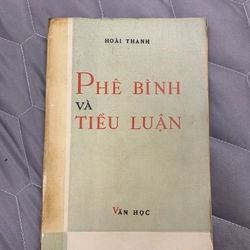 HOÀI THANH
PHÊ BÌNH
VÀ
TIỂU LUẬN
VĂN HỌC